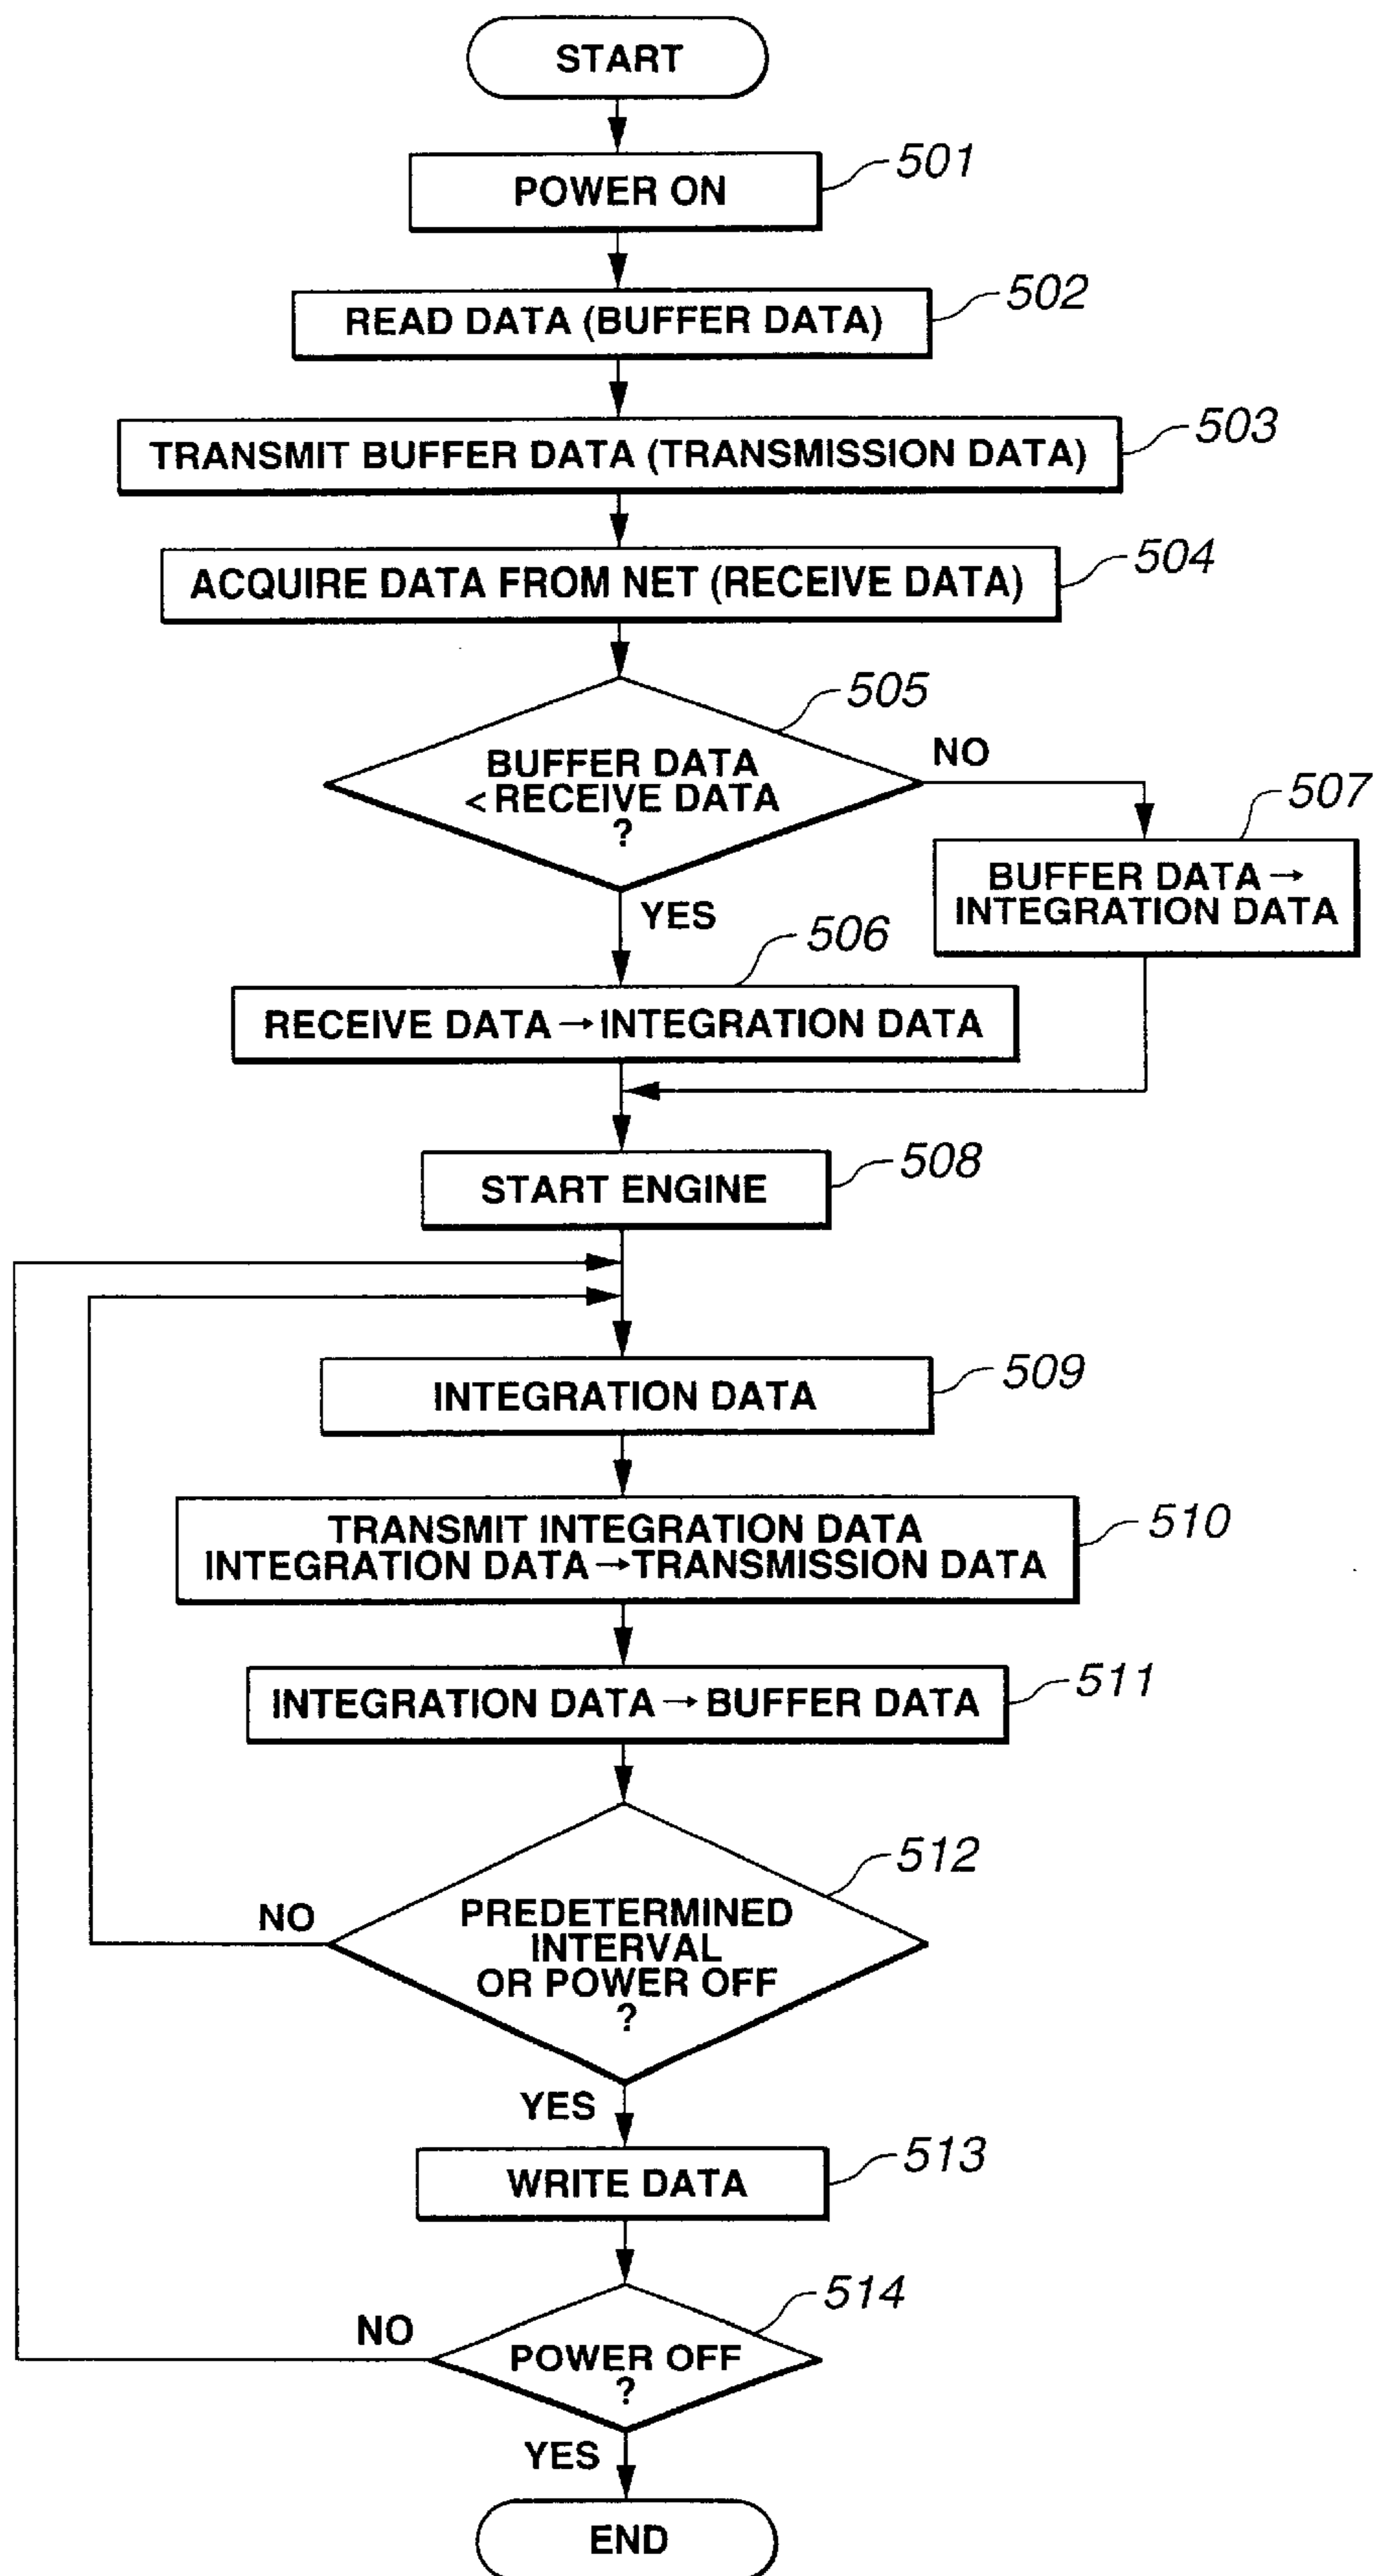 START
POWER ON
501
READ DATA (BUFFER DATA)
502
TRANSMIT BUFFER DATA (TRANSMISSION DATA)
503
ACQUIRE DATA FROM NET (RECEIVE DATA)
504
505
BUFFER DATA
< RECEIVE DATA
?
NO
YES
507
BUFFER DATA →
INTEGRATION DATA
506
RECEIVE DATA → INTEGRATION DATA
START ENGINE
508
INTEGRATION DATA
509
TRANSMIT INTEGRATION DATA
INTEGRATION DATA → TRANSMISSION DATA
510
INTEGRATION DATA → BUFFER DATA
511
512
PREDETERMINED
INTERVAL
OR POWER OFF
?
NO
YES
WRITE DATA
513
514
POWER OFF
?
NO
YES
END